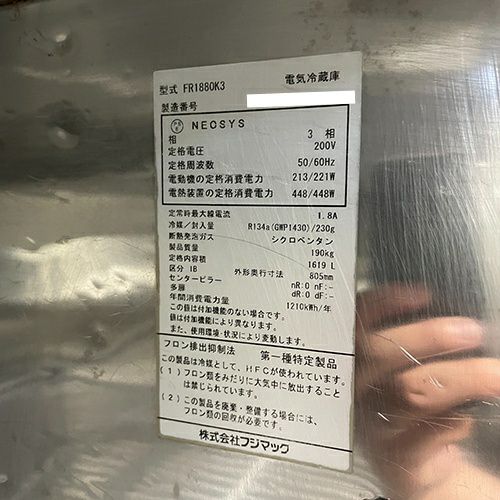 型式 FR1880K3 電気冷蔵庫
製造番号
NEOSYS
相 3 相
定格電圧 200V
定格周波数 50/60Hz
電動機の定格消費電力 213/221W
電熱装置の定格消費電力 448/448W
定常時最大線電流 1.8A
冷媒/封入量 R134a(GWP1430)/230g
断熱発泡ガス シクロペンタン
製品質量 190kg
定格内容積 1619 L
区分 IB 外形奥行寸法 805mm
センターピラー nR:0 nF:-
多扉 dR:0 dF:-
年間消費電力量 1210kWh/年
この値は付加機能のない場合です。
値は付加機能により異なります。
また、使用環境・状況により変動します。
フロン排出抑制法 第一種特定製品
この製品は冷媒として、HFCが使われています。
(1)フロン類をみだりに大気中に放出すること
は禁じられています。
(2)この製品を廃棄・整備する場合には、
フロン類の回収が必要です。
株式会社フジマック